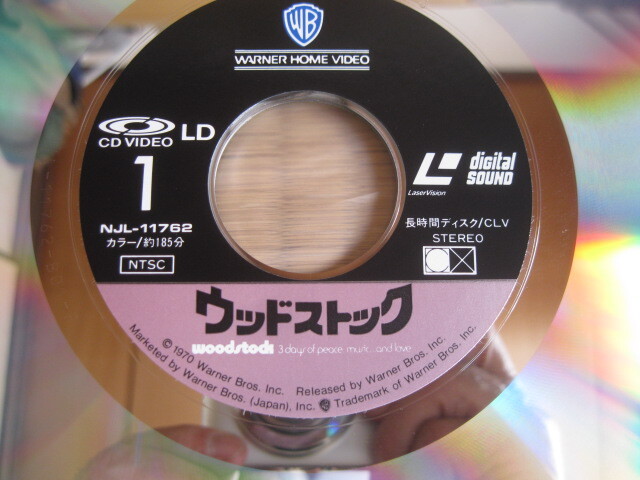 WB
WARNER HOME VIDEO
CD VIDEO LD
1
NJL-11762
カラー/約185分
NTSC
LaserVision
digital
SOUND
長時間ディスク/CLV
STEREO
ウッドストック
woodstock 3 days of peace music...and love
© 1970 Warner Bros. Inc. Released by Warner Bros. Inc.
Marketed by Warner Bros. (Japan), Inc. Trademark of Warner Bros. Inc.